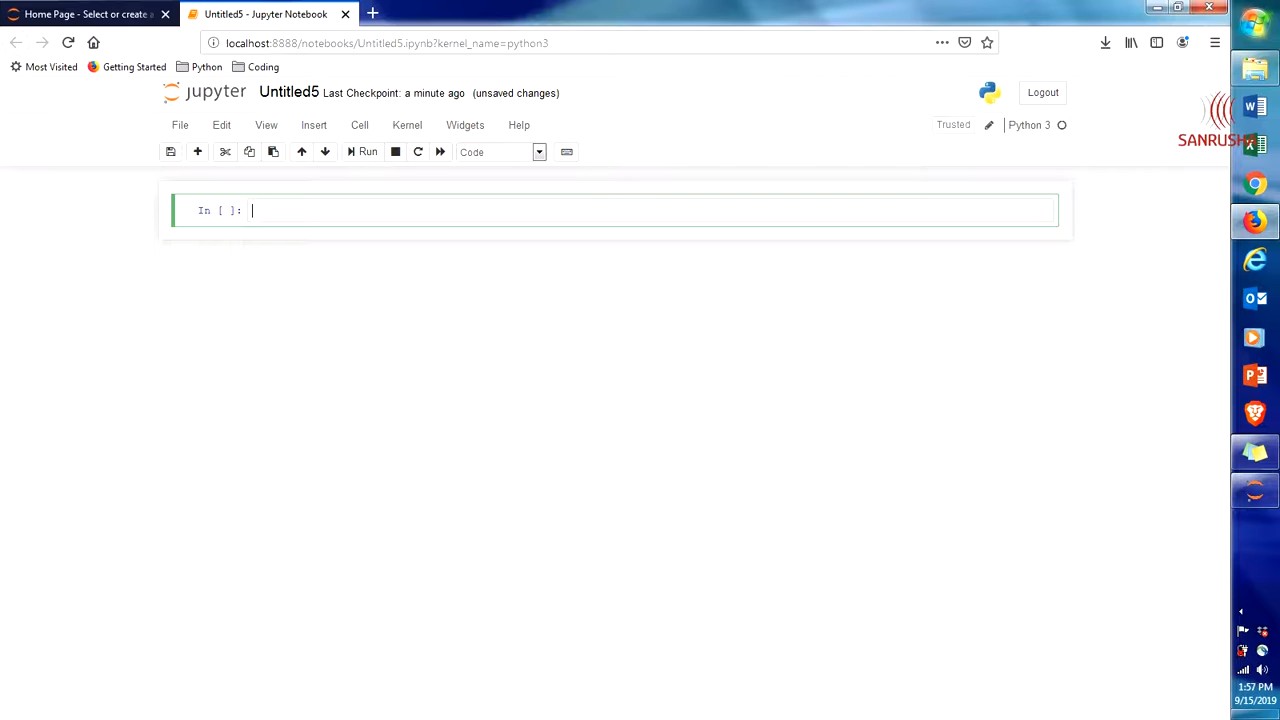 Home Page - Select or create a
Untitled5 - Jupyter Notebook
localhost:8888/notebooks/Untitled5.ipynb?kernel_name=python3
Most Visited Getting Started Python Coding
jupyter Untitled5 Last Checkpoint: a minute ago (unsaved changes) Logout
File Edit View Insert Cell Kernel Widgets Help Trusted Python 3
Run Code
SANRUSHA
In [ ]:
1:57 PM
9/15/2019